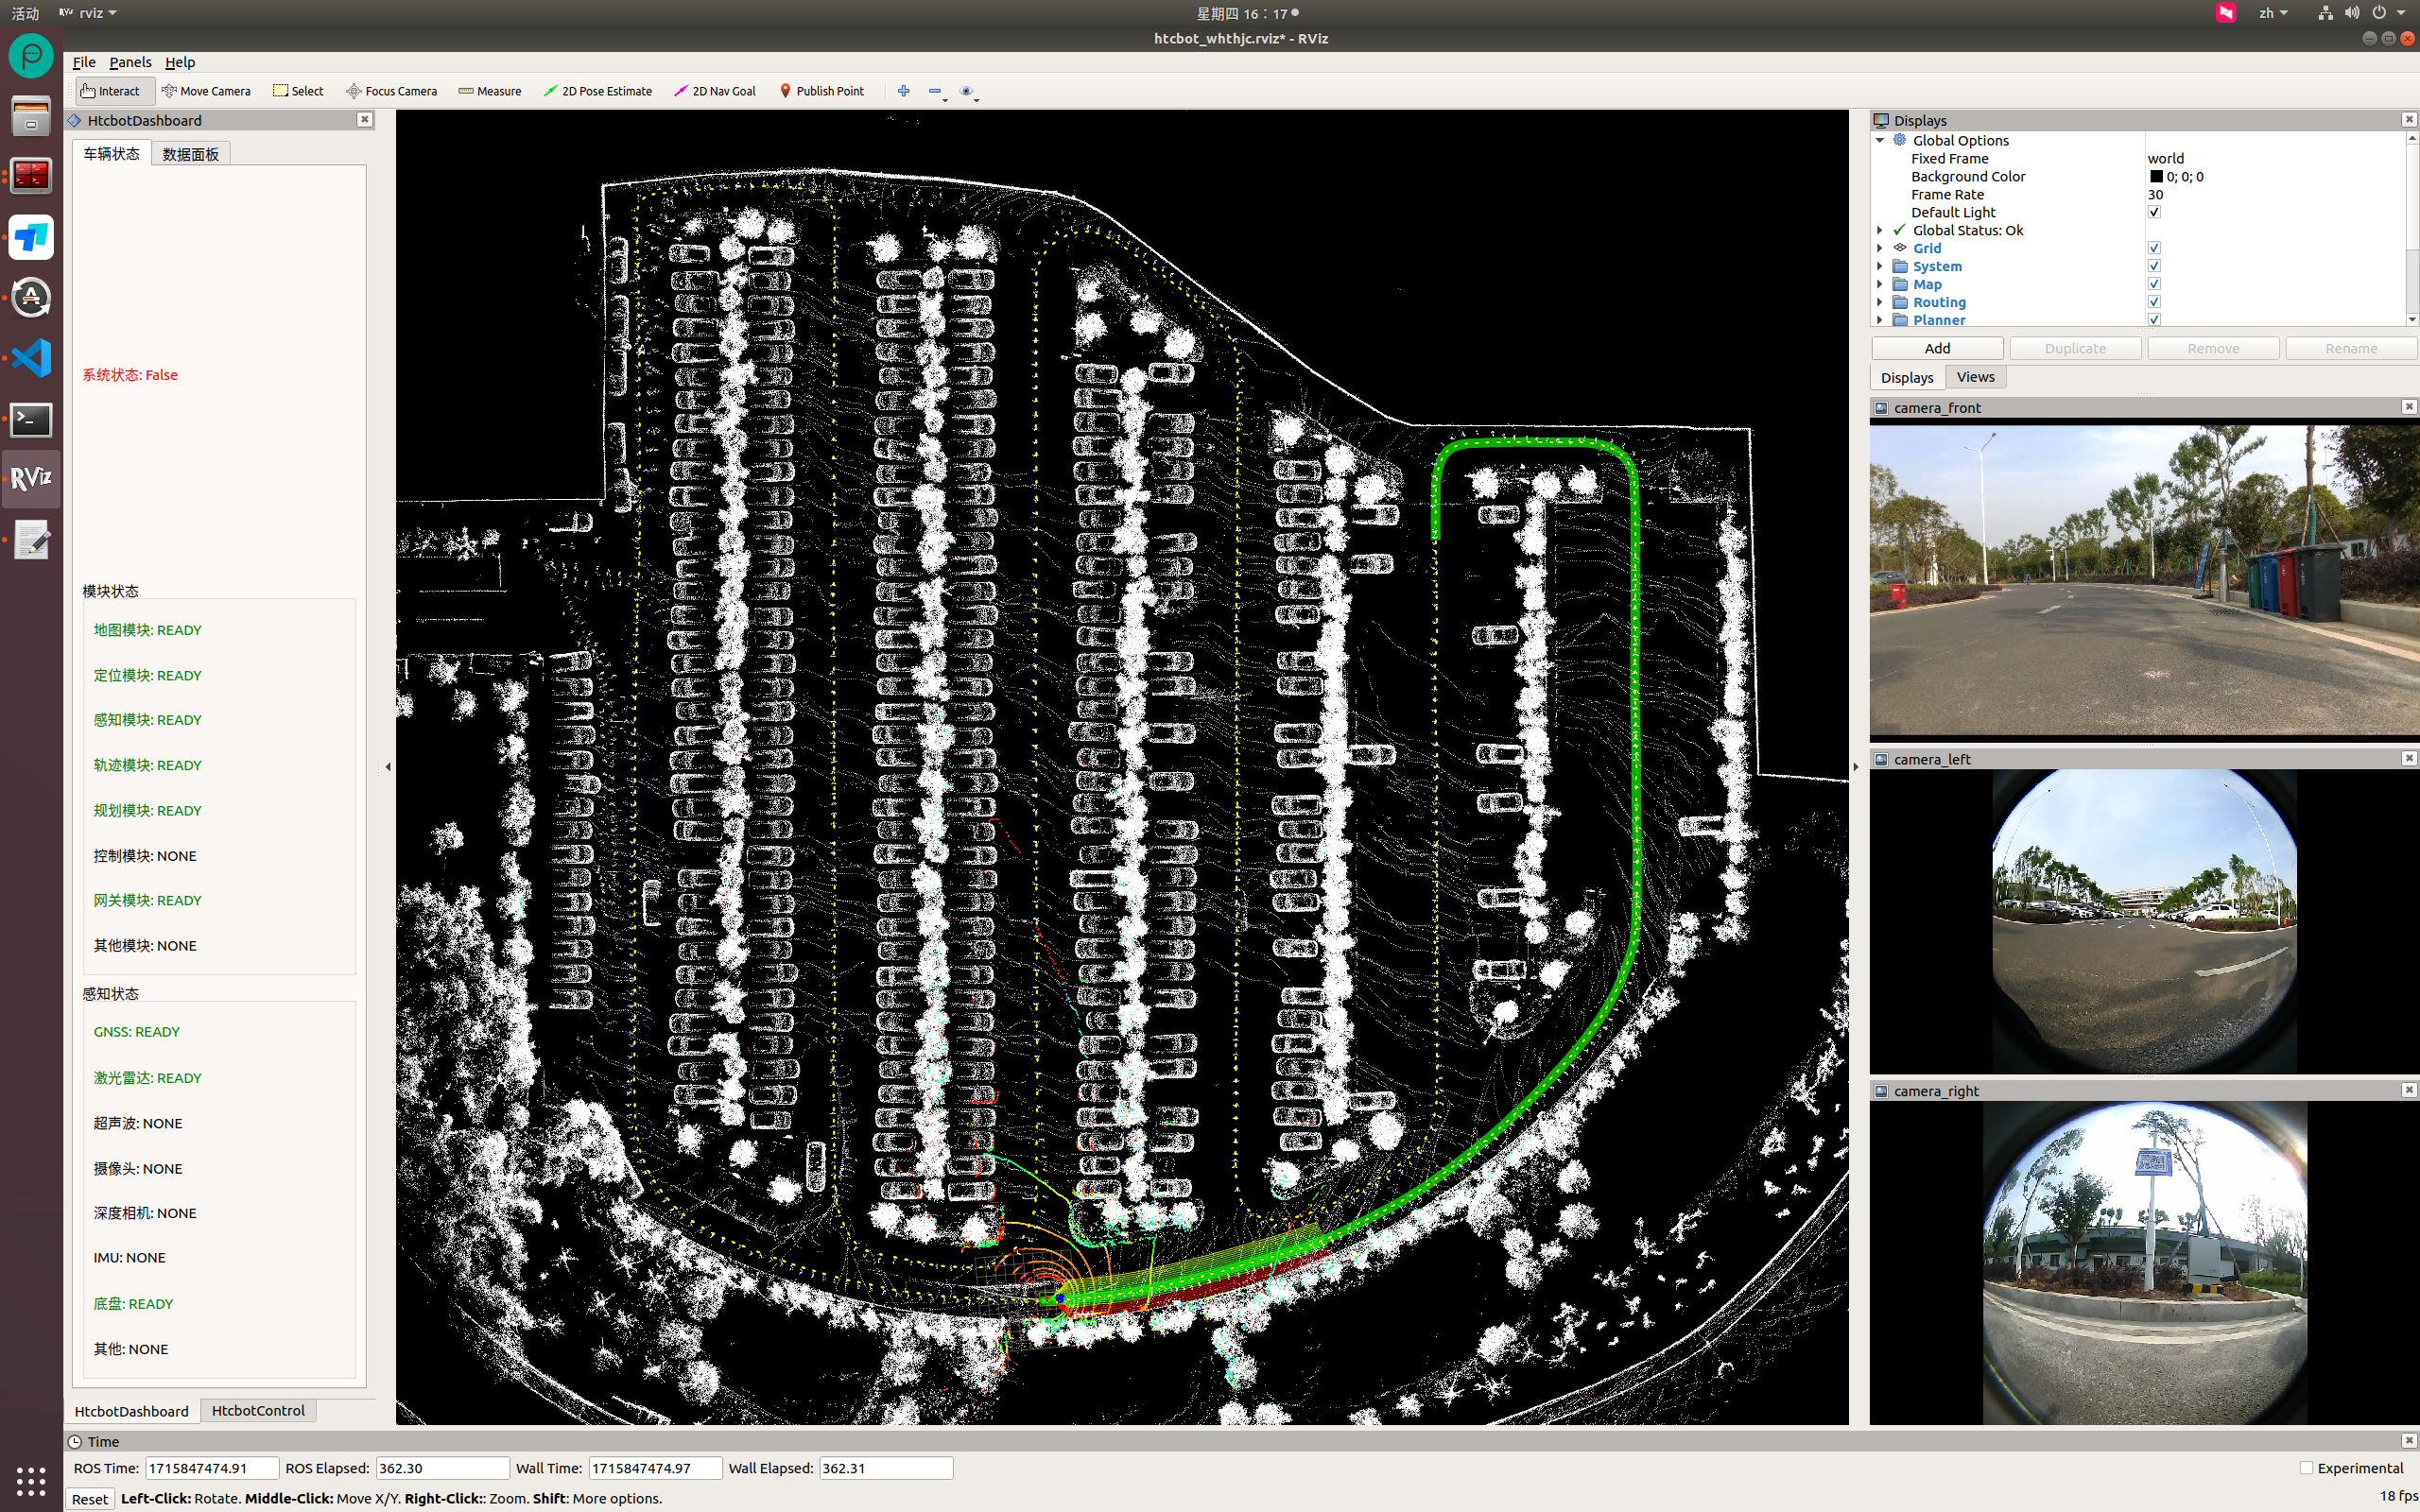 活动
rviz
星期四 16：17
zh
htcbot_whthjc.rviz* - RViz
File Panels Help
Interact Move Camera Select Focus Camera Measure 2D Pose Estimate 2D Nav Goal Publish Point
HtcbotDashboard
车辆状态 数据面板
系统状态: False
模块状态
地图模块: READY
定位模块: READY
感知模块: READY
轨迹模块: READY
规划模块: READY
控制模块: NONE
网关模块: READY
其他模块: NONE
感知状态
GNSS: READY
激光雷达: READY
超声波: NONE
摄像头: NONE
深度相机: NONE
IMU: NONE
底盘: READY
其他: NONE
HtcbotDashboard HtcbotControl
RViz
Displays
Global Options
Fixed Frame world
Background Color 0; 0; 0
Frame Rate 30
Default Light
Global Status: Ok
Grid
System
Map
Routing
Planner
Add Duplicate Remove Rename
Displays Views
camera_front
camera_left
camera_right
Time
ROS Time: 1715847474.91 ROS Elapsed: 362.30 Wall Time: 1715847474.97 Wall Elapsed: 362.31 Experimental
Reset Left-Click: Rotate. Middle-Click: Move X/Y. Right-Click:: Zoom. Shift: More options. 18 fps